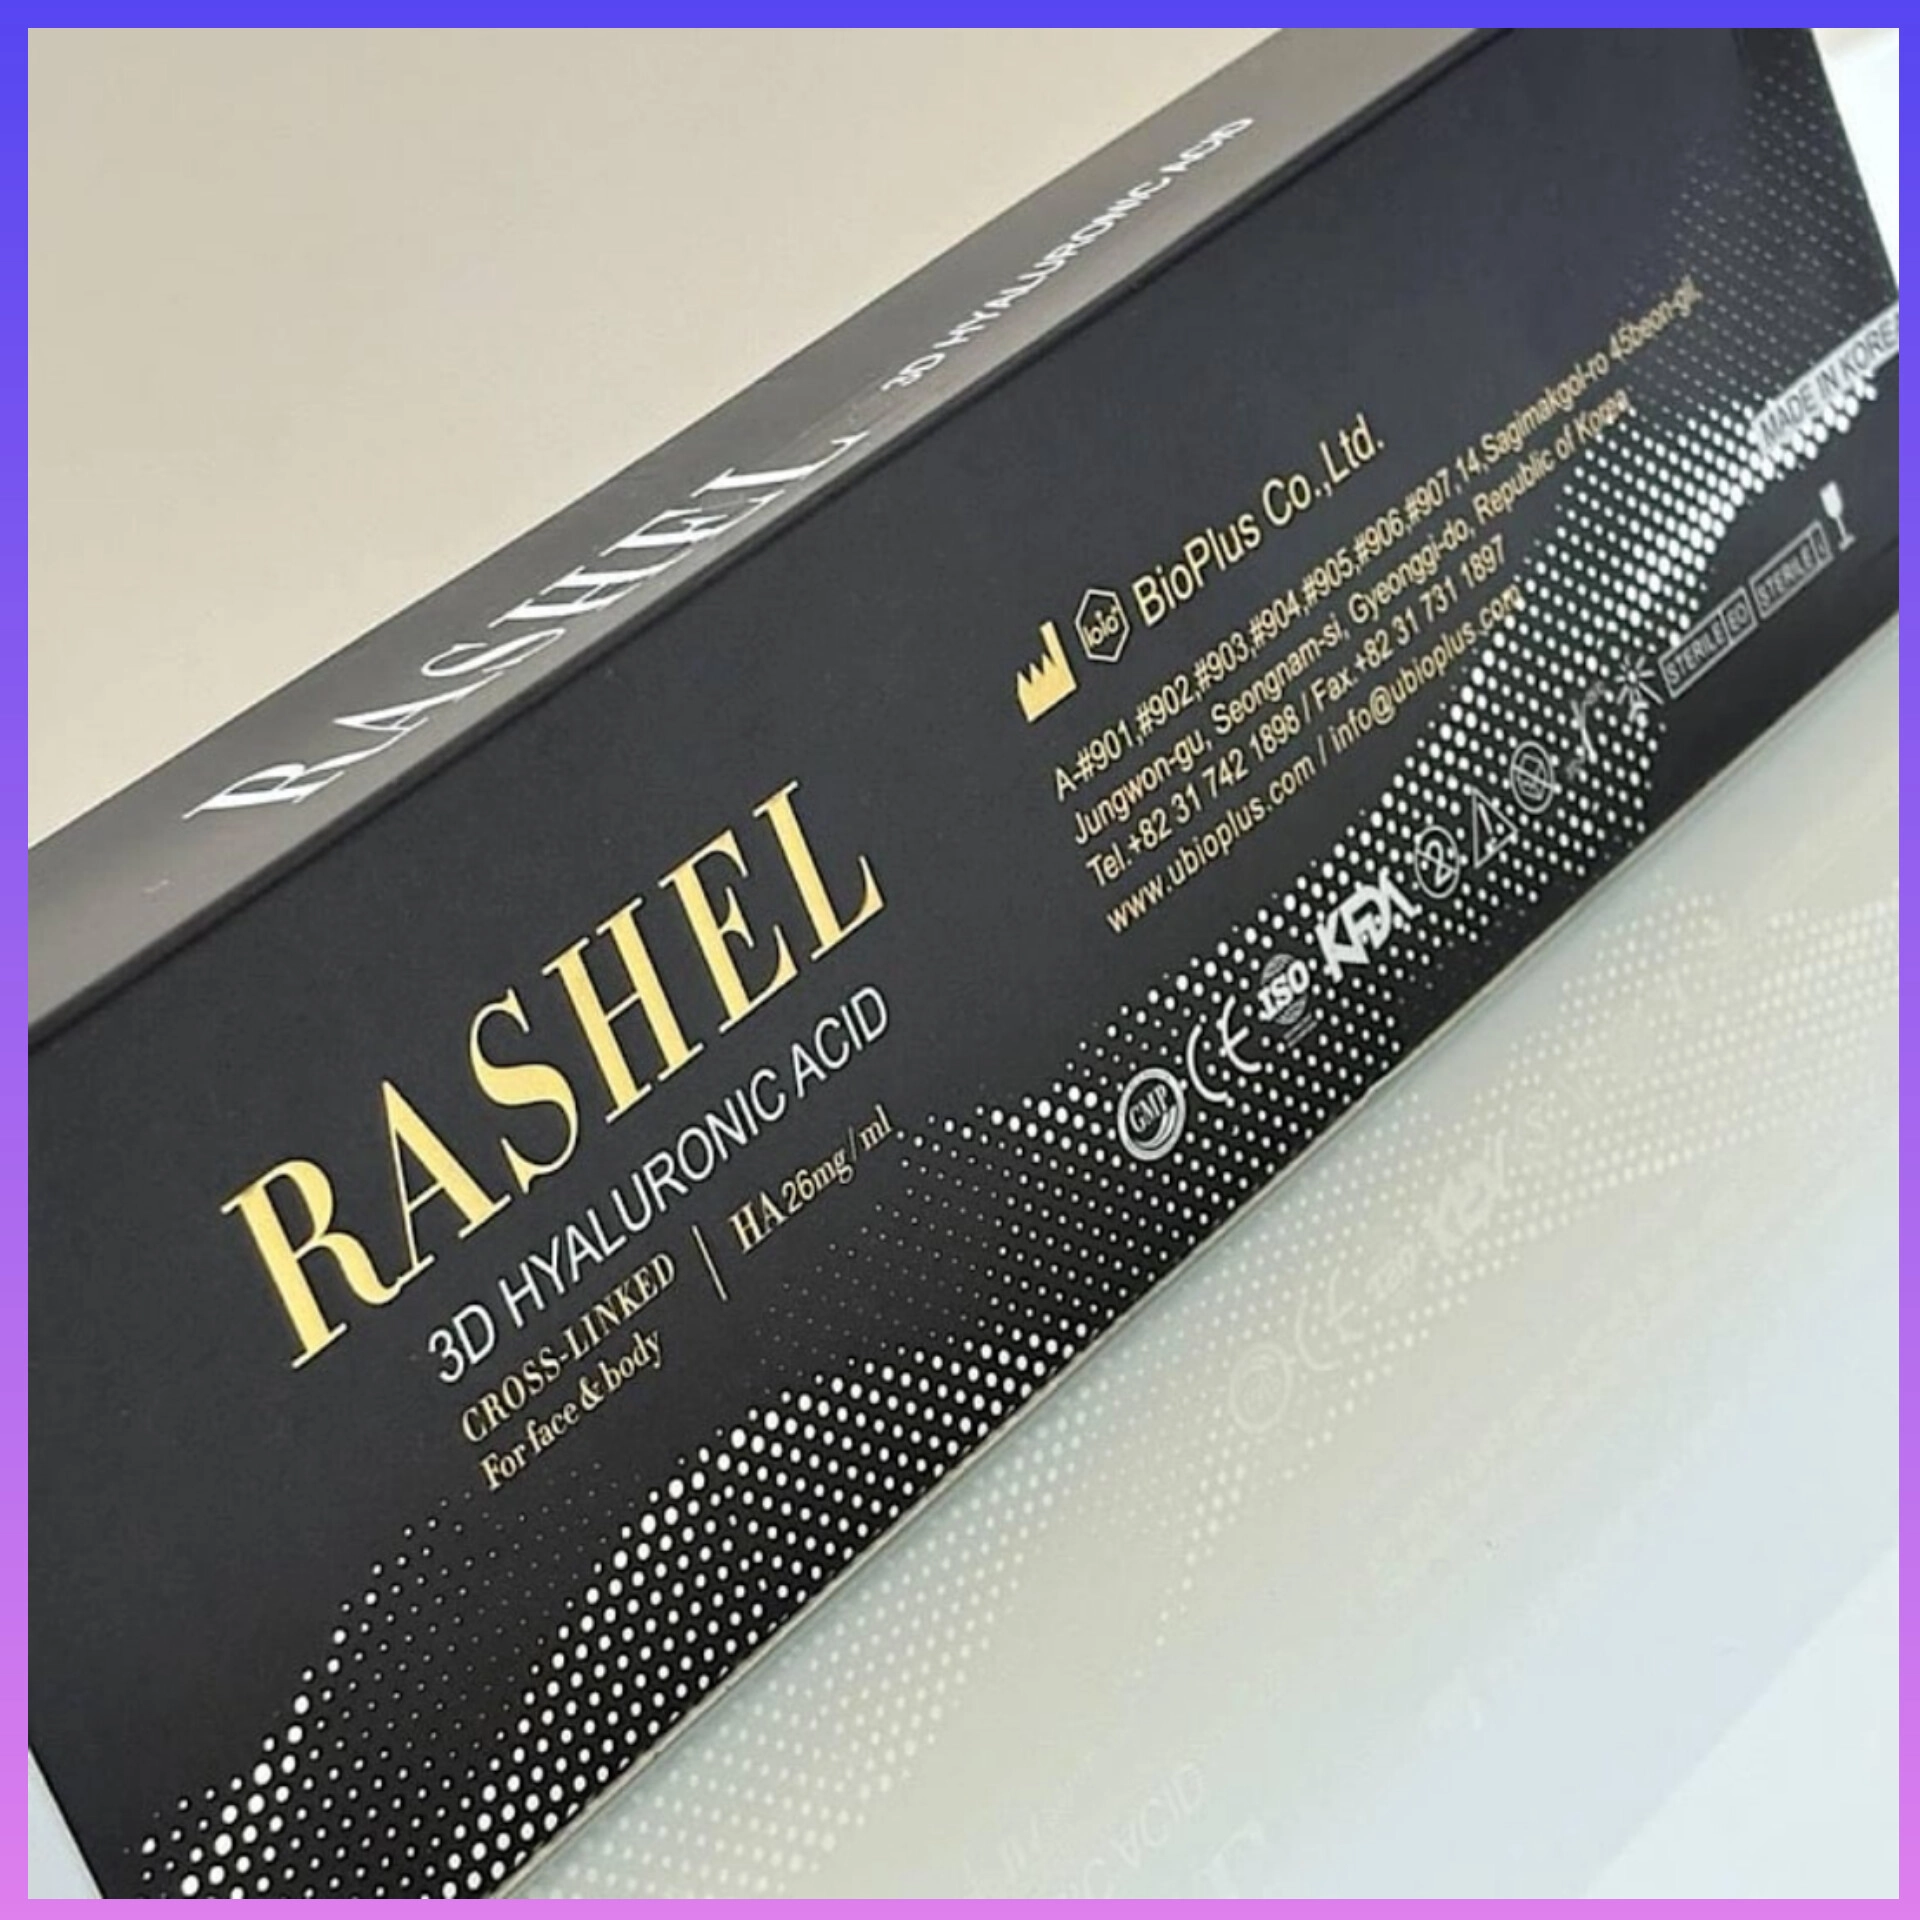 RASHEL 3D HYALURONIC ACID
RASHEL
3D HYALURONIC ACID
CROSS-LINKED | HA 26mg/ml
For face & body
bio+ BioPlus Co.,Ltd.
A-#901,#902,#903,#904,#905,#906,#907,14,Sagimakgol-ro 45beon-gil,
Jungwon-gu, Seongnam-si, Gyeonggi-do, Republic of Korea
Tel.+82 31 742 1898 / Fax.+82 31 731 1897
www.ubioplus.com / info@ubioplus.com
MADE IN KOREA
GMP CE ISO KFDA 2
STERILE EO STERILE